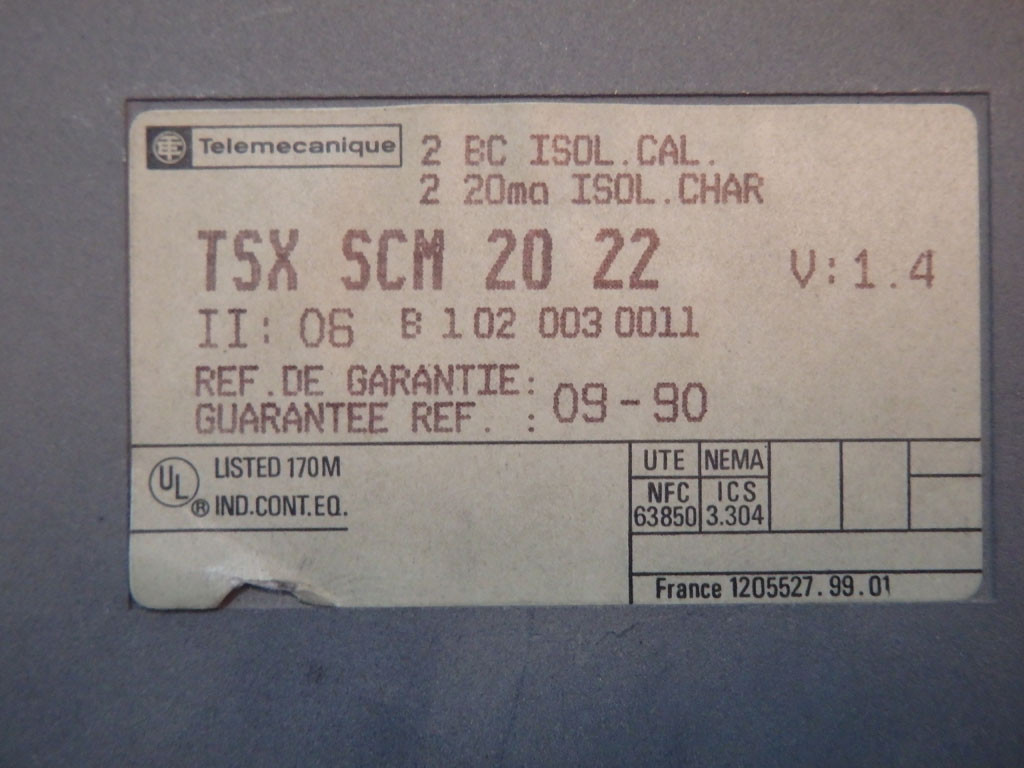 Telemecanique
2 BC ISOL.CAL.
2 20ma ISOL.CHAR
TSX SCM 20 22 V:1.4
II: 06 B 102 003 0011
REF.DE GARANTIE:
GUARANTEE REF. : 09-90
UL® LISTED 170M
IND.CONT.EQ.
UTE NEMA
NFC ICS
63850 3.304
France 1205527.99.01